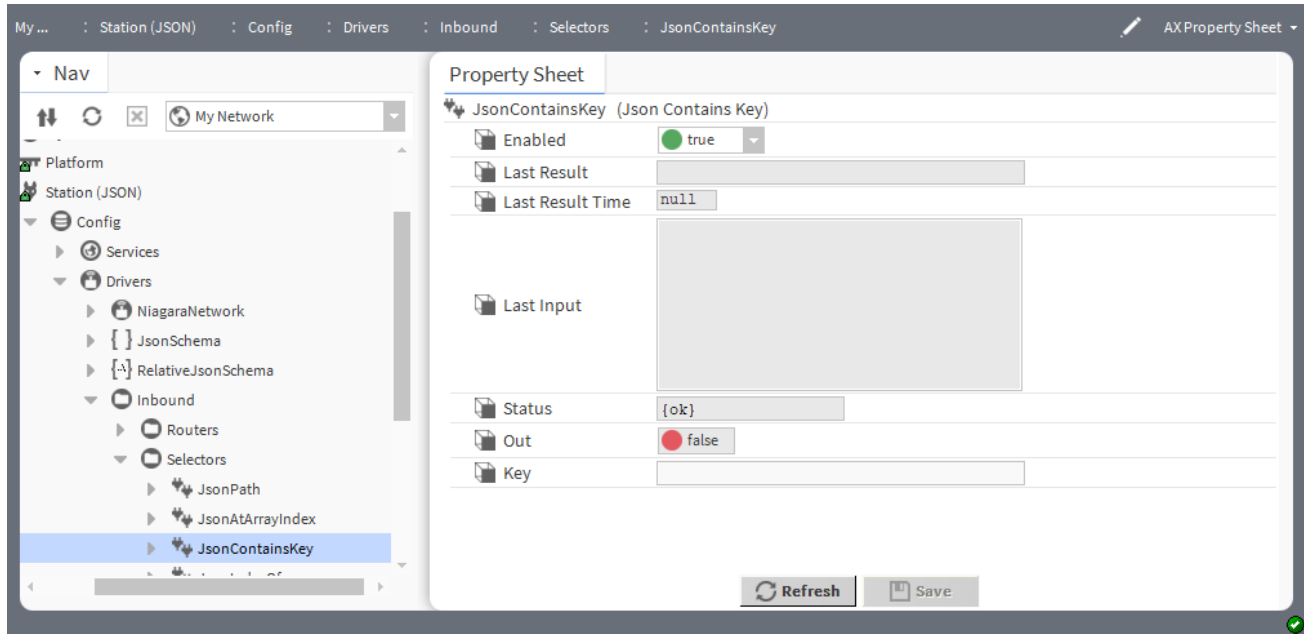 My ... : Station (JSON) : Config : Drivers : Inbound : Selectors : JsonContainsKey AX Property Sheet
Nav
My Network
Platform
Station (JSON)
Config
Services
Drivers
NiagaraNetwork
{ } JsonSchema
RelativeJsonSchema
Inbound
Routers
Selectors
JsonPath
JsonAtArrayIndex
JsonContainsKey
Property Sheet
JsonContainsKey (Json Contains Key)
Enabled true
Last Result
Last Result Time null
Last Input
Status {ok}
Out false
Key
Refresh Save